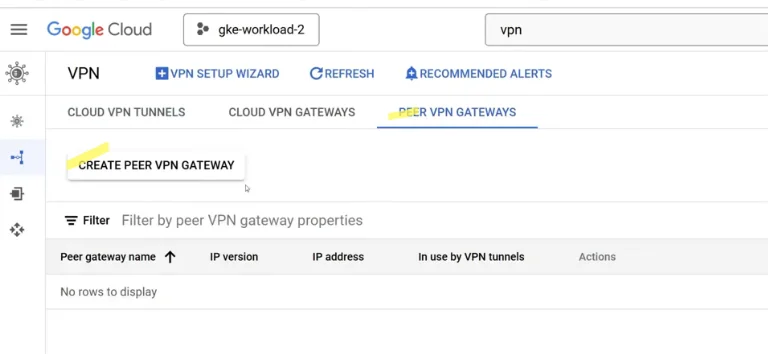 Google Cloud gke-workload-2 vpn
VPN VPN SETUP WIZARD REFRESH RECOMMENDED ALERTS
CLOUD VPN TUNNELS CLOUD VPN GATEWAYS PEER VPN GATEWAYS
CREATE PEER VPN GATEWAY
Filter Filter by peer VPN gateway properties
Peer gateway name IP version IP address In use by VPN tunnels Actions
No rows to display